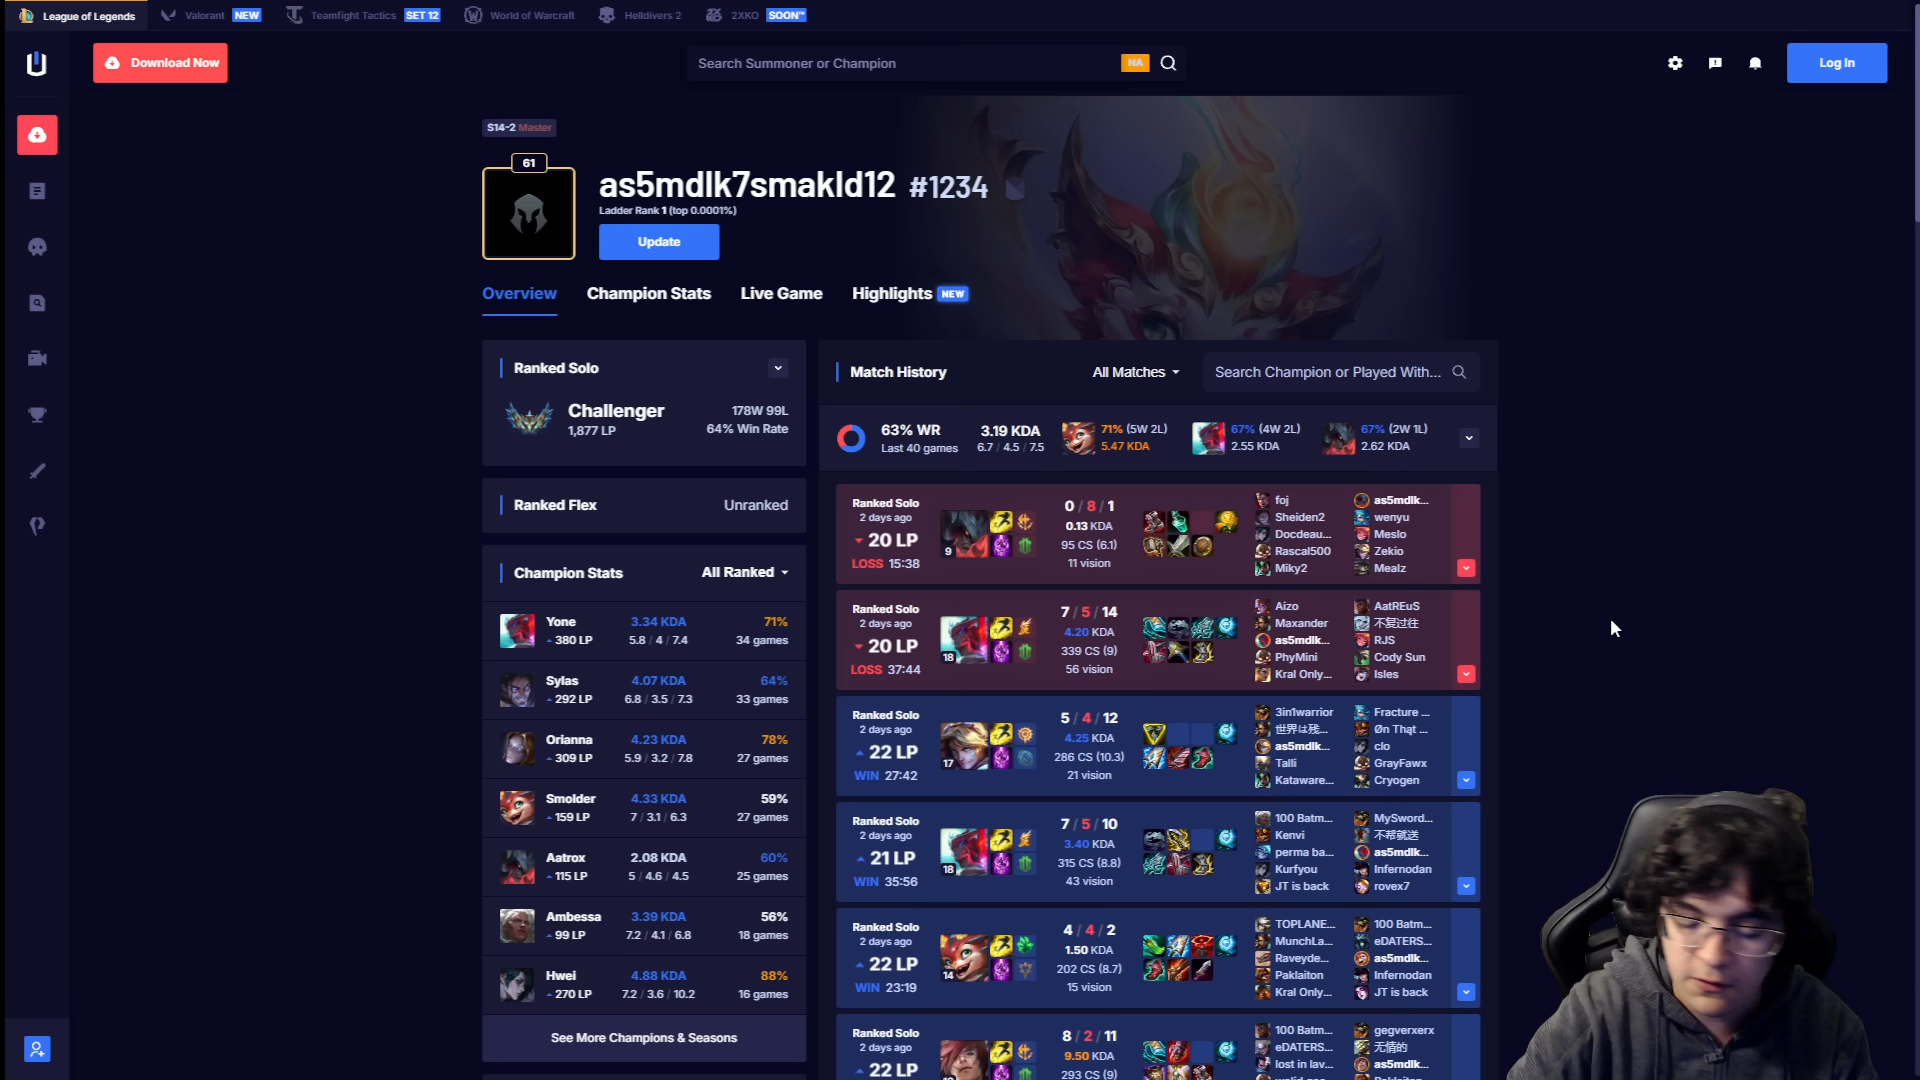 League of Legends
Valorant NEW
Teamfight Tactics SET 12
World of Warcraft
Helldivers 2
2XKO SOON™
Download Now
Search Summoner or Champion
NA
Log In
S14-2 Master
61
as5mdlk7smakld12 #1234
Ladder Rank 1 (top 0.0001%)
Update
Overview
Champion Stats
Live Game
Highlights NEW
Ranked Solo
Challenger
1,877 LP
178W 99L
64% Win Rate
Ranked Flex
Unranked
Champion Stats
All Ranked
Yone 3.34 KDA 71%
380 LP 5.8 / 4 / 7.4 34 games
Sylas 4.07 KDA 64%
292 LP 6.8 / 3.5 / 7.3 33 games
Orianna 4.23 KDA 78%
309 LP 5.9 / 3.2 / 7.8 27 games
Smolder 4.33 KDA 59%
159 LP 7 / 3.1 / 6.3 27 games
Aatrox 2.08 KDA 60%
115 LP 5 / 4.6 / 4.5 25 games
Ambessa 3.39 KDA 56%
99 LP 7.2 / 4.1 / 6.8 18 games
Hwei 4.88 KDA 88%
270 LP 7.2 / 3.6 / 10.2 16 games
See More Champions & Seasons
Match History
All Matches
Search Champion or Played With...
63% WR
Last 40 games
3.19 KDA
6.7 / 4.5 / 7.5
71% (5W 2L)
5.47 KDA
67% (4W 2L)
2.55 KDA
67% (2W 1L)
2.62 KDA
Ranked Solo
2 days ago
20 LP
LOSS 15:38
9
0 / 8 / 1
0.13 KDA
95 CS (6.1)
11 vision
foj
Sheiden2
Docdeau...
Rascal500
Miky2
as5mdlk...
wenyu
Meslo
Zekio
Mealz
Ranked Solo
2 days ago
20 LP
LOSS 37:44
18
7 / 5 / 14
4.20 KDA
339 CS (9)
56 vision
Aizo
Maxander
as5mdlk...
PhyMini
Kral Only...
AatREuS
不复过往
RJS
Cody Sun
Isles
Ranked Solo
2 days ago
22 LP
WIN 27:42
17
5 / 4 / 12
4.25 KDA
286 CS (10.3)
21 vision
3in1warrior
世界は残...
as5mdlk...
Talli
Kataware...
Fracture ...
Øn Thạt ...
clo
GrayFawx
Cryogen
Ranked Solo
2 days ago
21 LP
WIN 35:56
18
7 / 5 / 10
3.40 KDA
315 CS (8.8)
43 vision
100 Batm...
Kenvi
perma ba...
Kurfyou
JT is back
MySword...
不帮就送
as5mdlk...
Infernodan
rovex7
Ranked Solo
2 days ago
22 LP
WIN 23:19
14
4 / 4 / 2
1.50 KDA
202 CS (8.7)
15 vision
TOPLANE...
MunchLa...
Raveyde...
Paklaiton
Kral Only...
100 Batm...
eDATERS...
as5mdlk...
Infernodan
JT is back
Ranked Solo
2 days ago
22 LP
8 / 2 / 11
9.50 KDA
293 CS (9)
100 Batm...
eDATERS...
lost in lav...
gegverxerx
无情的
as5mdlk...